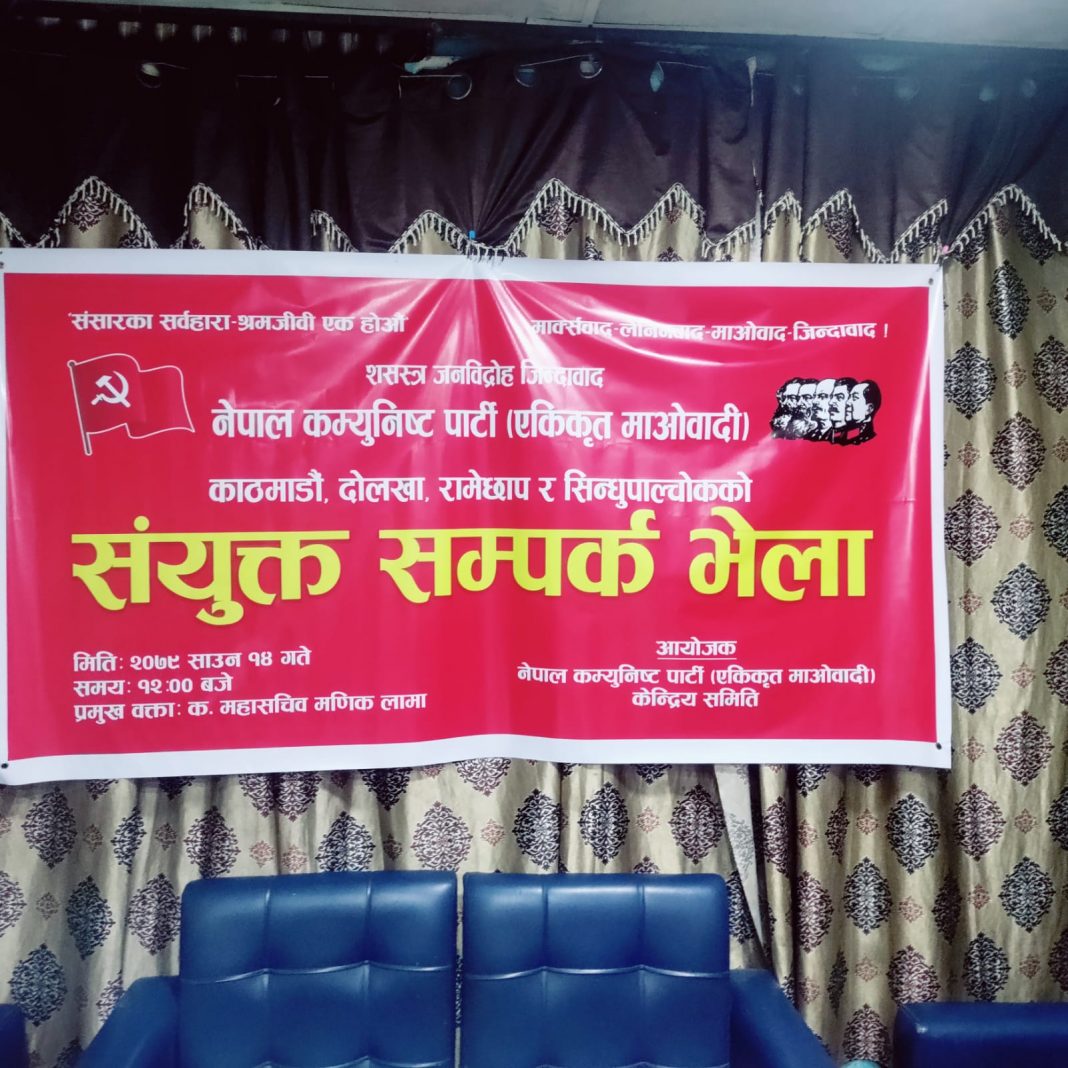 'संसारका सर्वहारा-श्रमजीवी एक होऔं'
मार्क्सवाद-लेनिनवाद-माओवाद-जिन्दावाद !
शसस्त्र जनविद्रोह जिन्दावाद
नेपाल कम्युनिष्ट पार्टी (एकिकृत माओवादी)
काठमाडौं, दोलखा, रामेछाप र सिन्धुपाल्चोकको
संयुक्त सम्पर्क भेला
मितिः २०७९ साउन १४ गते
समयः १२:00 बजे
प्रमुख वक्ताः क. महासचिव मणिक लामा
आयोजक
नेपाल कम्युनिष्ट पार्टी (एकिकृत माओवादी)
केन्द्रिय समिति